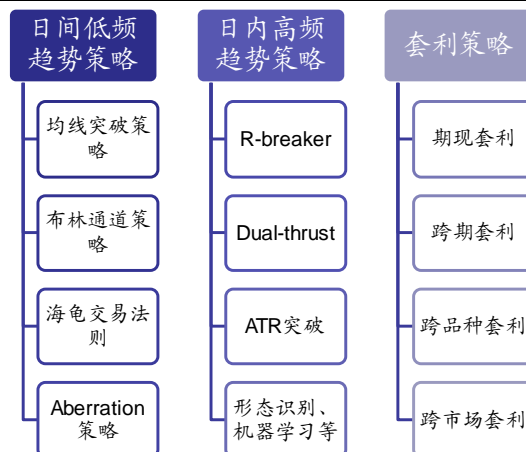 日间低频
趋势策略
均线突破策
略
布林通道策
略
海龟交易法
则
Aberration
策略
日内高频
趋势策略
R-breaker
Dual-thrust
ATR突破
形态识别、
机器学习等
套利策略
期现套利
跨期套利
跨品种套利
跨市场套利